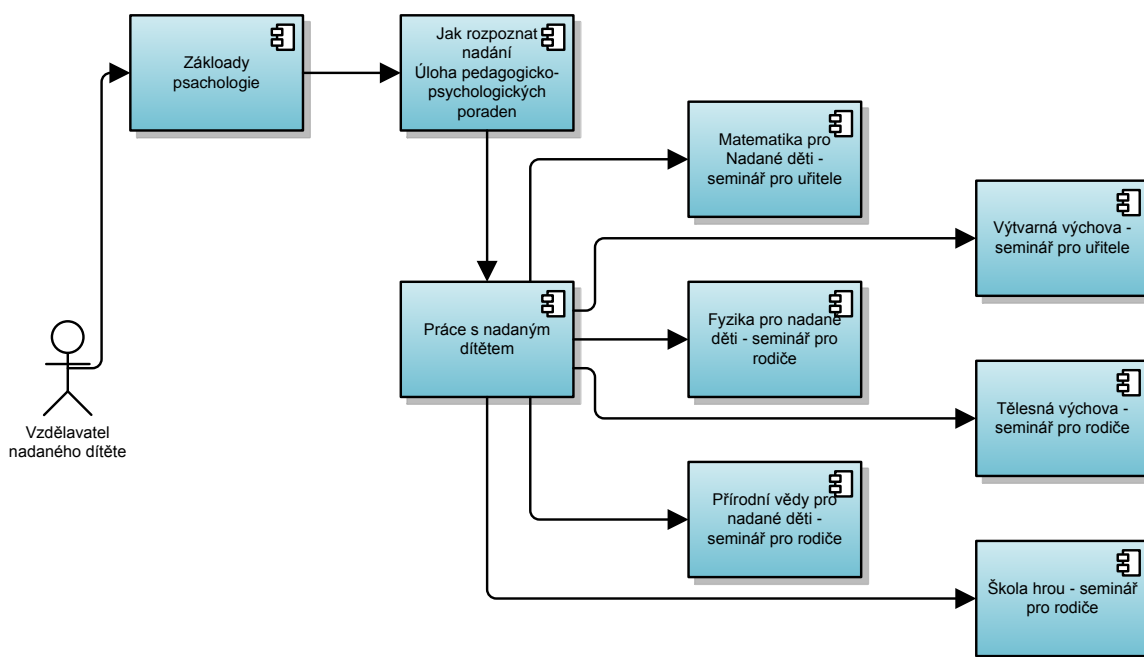 Zákload​y
psachologie
Jak rozpoznat
nadání
Úloha pedagogicko-
psychologických
poraden
Matematika pro
Nadané děti -
seminář pro uřitele
Výtvarná výchova -
seminář pro uřitele
Práce s nadaným
dítětem
Fyzika pro nadané
děti - seminář pro
rodiče
Tělesná výchova -
seminář pro rodiče
Vzdělavatel
nadaného dítěte
Přírodní vědy pro
nadané děti -
seminář pro rodiče
Škola hrou - seminář
pro rodiče